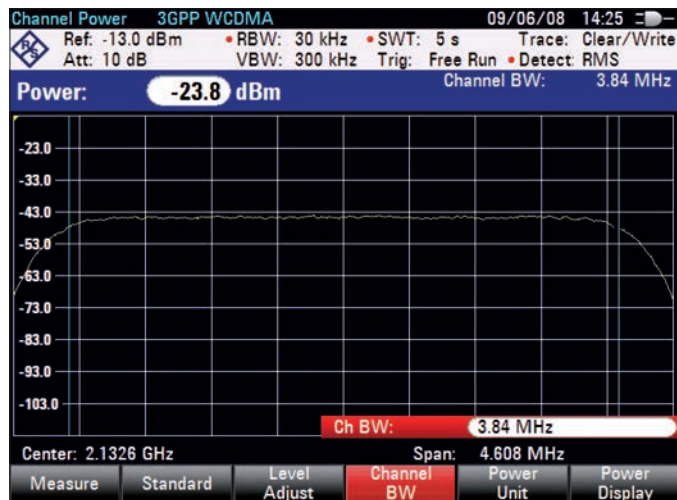 Channel Power 3GPP WCDMA 09/06/08 14:25
Ref: -13.0 dBm RBW: 30 kHz SWT: 5 s Trace: Clear/Write
Att: 10 dB VBW: 300 kHz Trig: Free Run Detect: RMS
Power: -23.8 dBm Channel BW: 3.84 MHz
-23.0
-33.0
-43.0
-53.0
-63.0
-73.0
-83.0
-93.0
-103.0
Ch BW: 3.84 MHz
Center: 2.1326 GHz Span: 4.608 MHz
Measure Standard Level Adjust Channel BW Power Unit Power Display